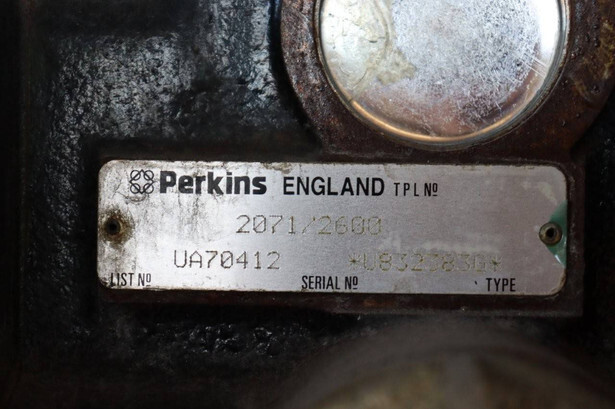 Perkins ENGLAND TPL Nº
2071/2600
UA70412
LIST Nº SERIAL Nº TYPE